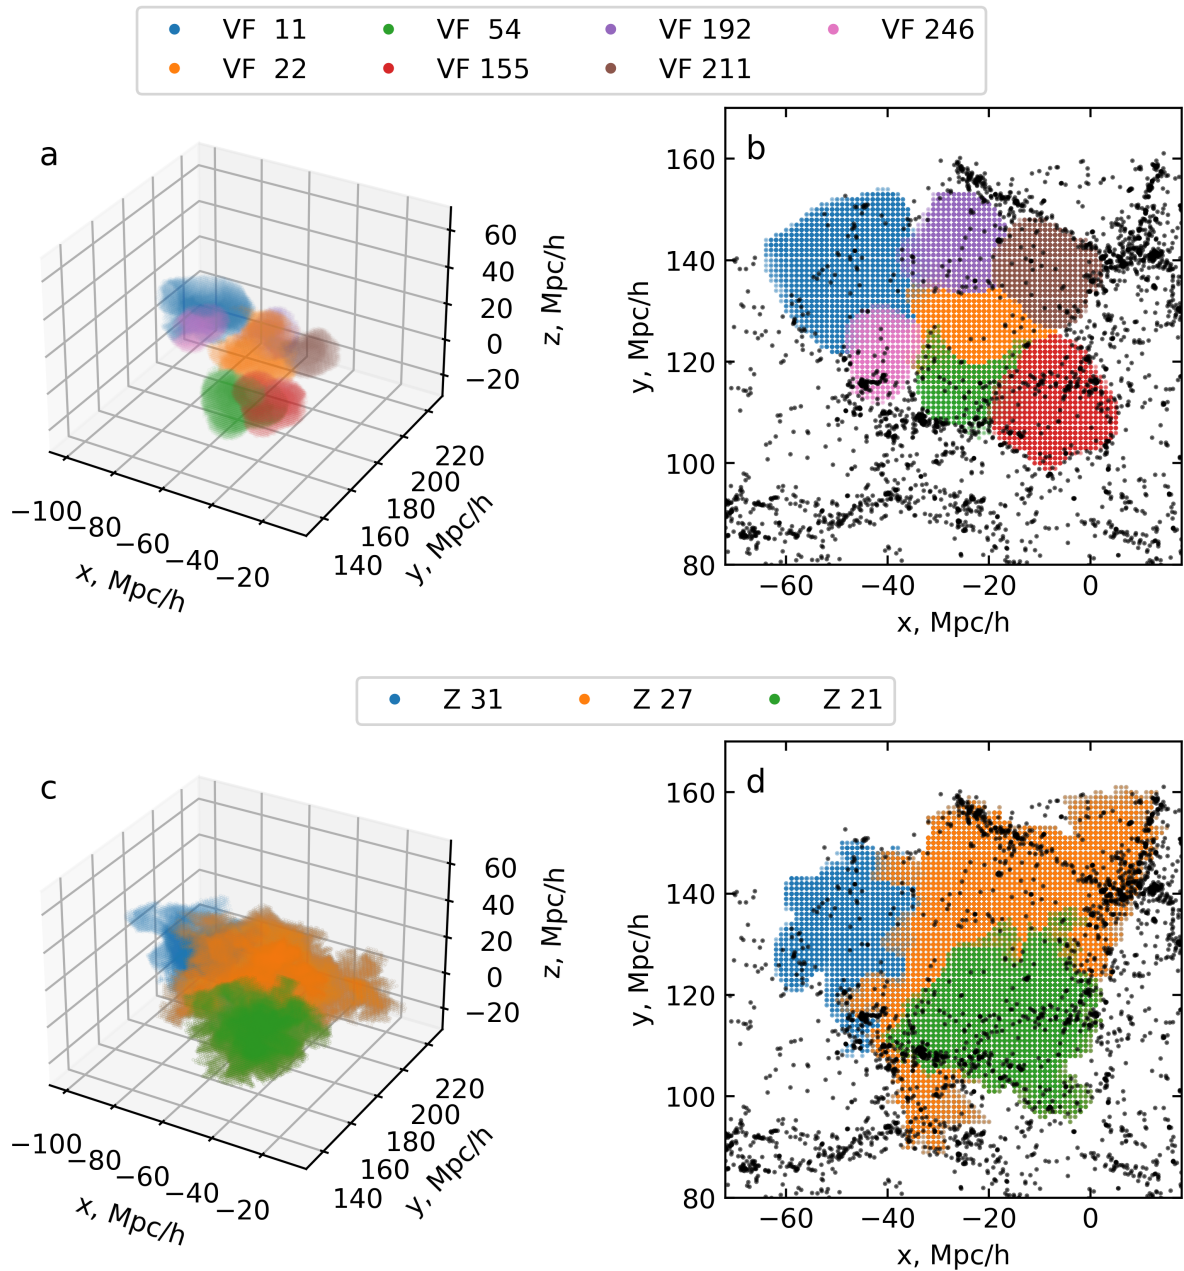 VF 11 VF 54 VF 192 VF 246
VF 22 VF 155 VF 211
a
60
40
20
0
−20
z, Mpc/h
−100
−80
−60
−40
−20
x, Mpc/h
140
160
180
200
220
y, Mpc/h
b
160
140
120
100
80
y, Mpc/h
−60 −40 −20 0
x, Mpc/h
Z 31 Z 27 Z 21
c
60
40
20
0
−20
z, Mpc/h
−100
−80
−60
−40
−20
x, Mpc/h
140
160
180
200
220
y, Mpc/h
d
160
140
120
100
80
y, Mpc/h
−60 −40 −20 0
x, Mpc/h